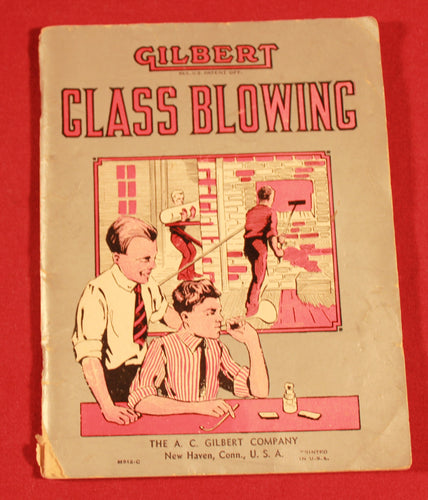 GILBERT
REG. U.S. PATENT OFF.
GLASS BLOWING
THE A. C. GILBERT COMPANY
New Haven, Conn., U. S. A.
PRINTED
IN U.S.A.